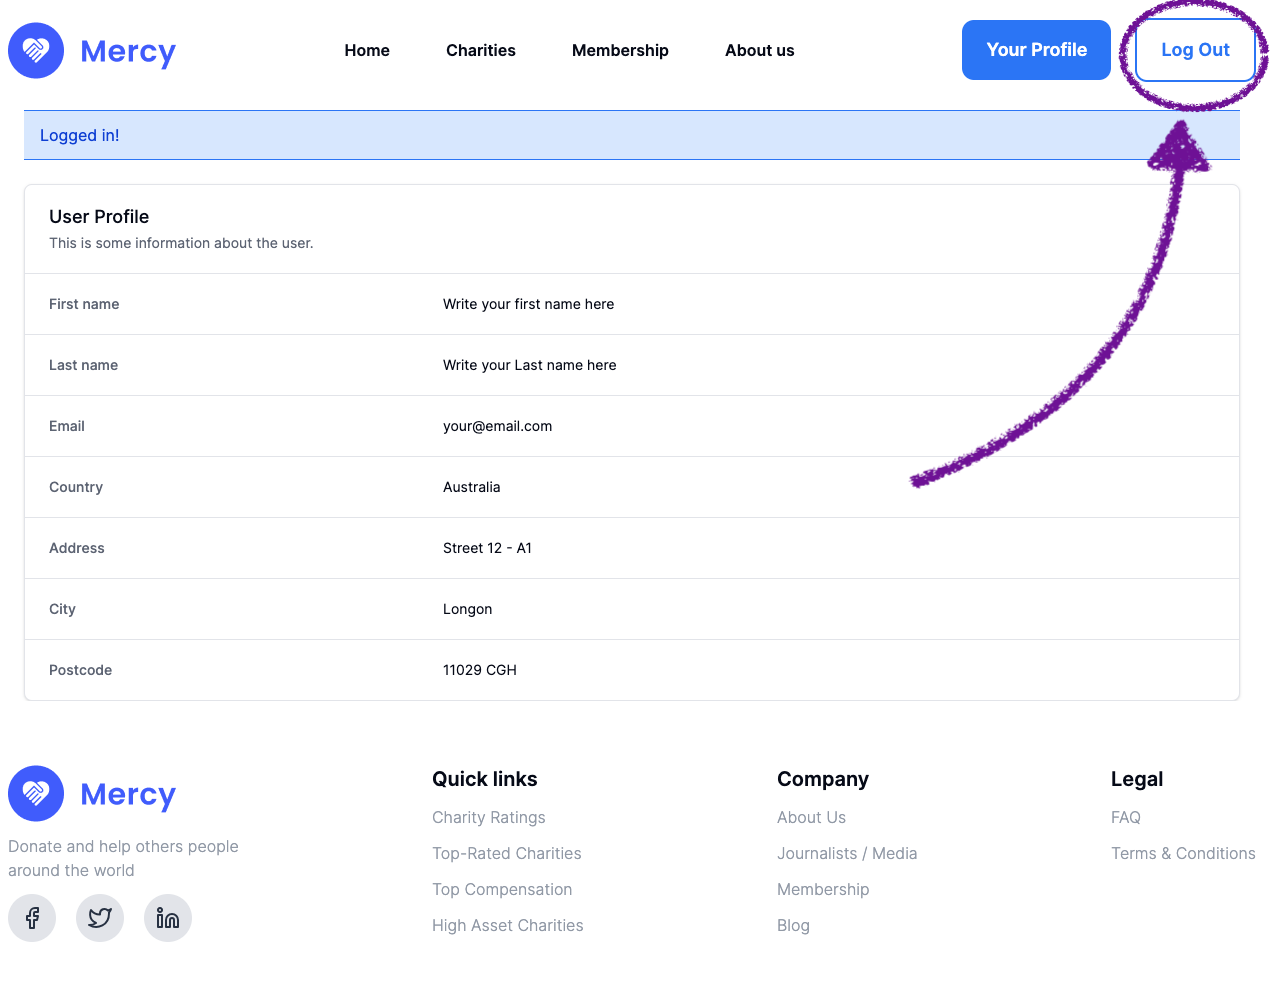 Mercy
Home Charities Membership About us
Your Profile
Log Out
Logged in!
User Profile
This is some information about the user.
First name Write your first name here
Last name Write your Last name here
Email your@email.com
Country Australia
Address Street 12 - A1
City Longon
Postcode 11029 CGH
Mercy
Donate and help others people
around the world
Quick links
Charity Ratings
Top-Rated Charities
Top Compensation
High Asset Charities
Company
About Us
Journalists / Media
Membership
Blog
Legal
FAQ
Terms & Conditions